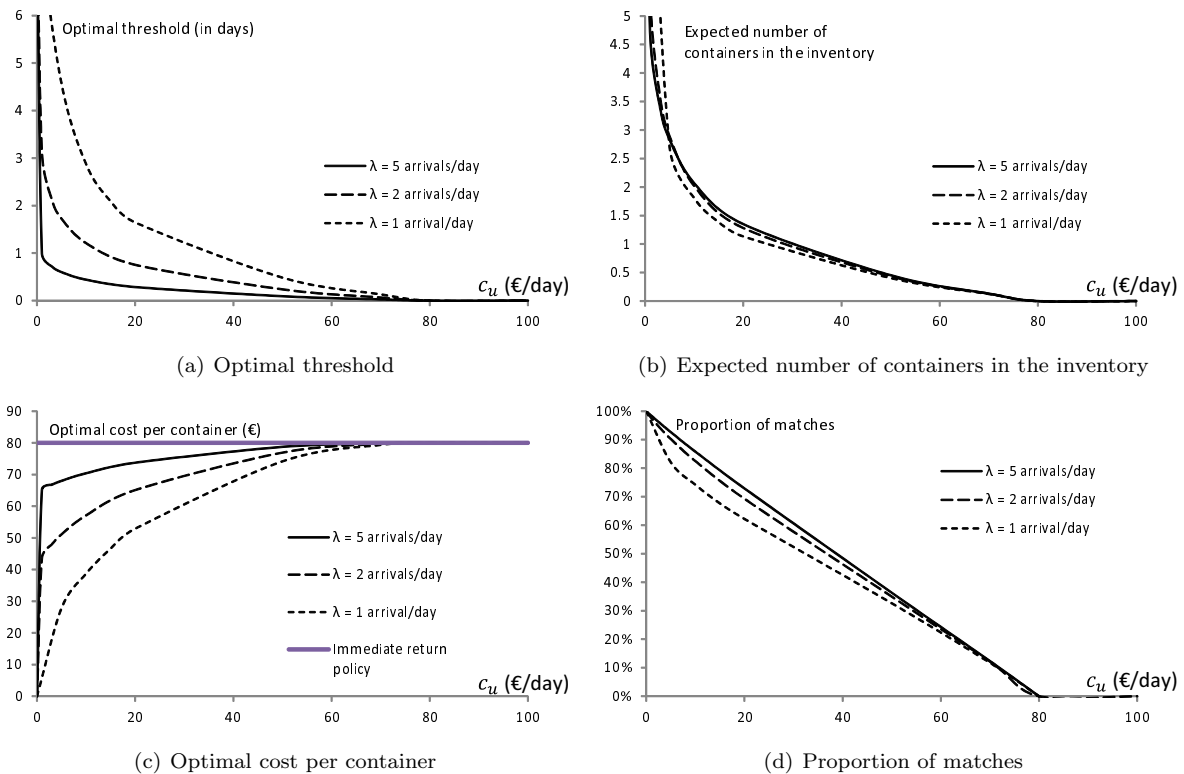 Optimal threshold (in days)
6
5
4
3
2
1
0
0 20 40 60 80 100
λ = 5 arrivals/day
λ = 2 arrivals/day
λ = 1 arrival/day
c_u (€/day)
(a) Optimal threshold
Expected number of
containers in the inventory
5
4.5
4
3.5
3
2.5
2
1.5
1
0.5
0
0 20 40 60 80 100
λ = 5 arrivals/day
λ = 2 arrivals/day
λ = 1 arrival/day
c_u (€/day)
(b) Expected number of containers in the inventory
Optimal cost per container (€)
90
80
70
60
50
40
30
20
10
0
0 20 40 60 80 100
λ = 5 arrivals/day
λ = 2 arrivals/day
λ = 1 arrival/day
Immediate return
policy
c_u (€/day)
(c) Optimal cost per container
Proportion of matches
100%
90%
80%
70%
60%
50%
40%
30%
20%
10%
0%
0 20 40 60 80 100
λ = 5 arrivals/day
λ = 2 arrivals/day
λ = 1 arrival/day
c_u (€/day)
(d) Proportion of matches